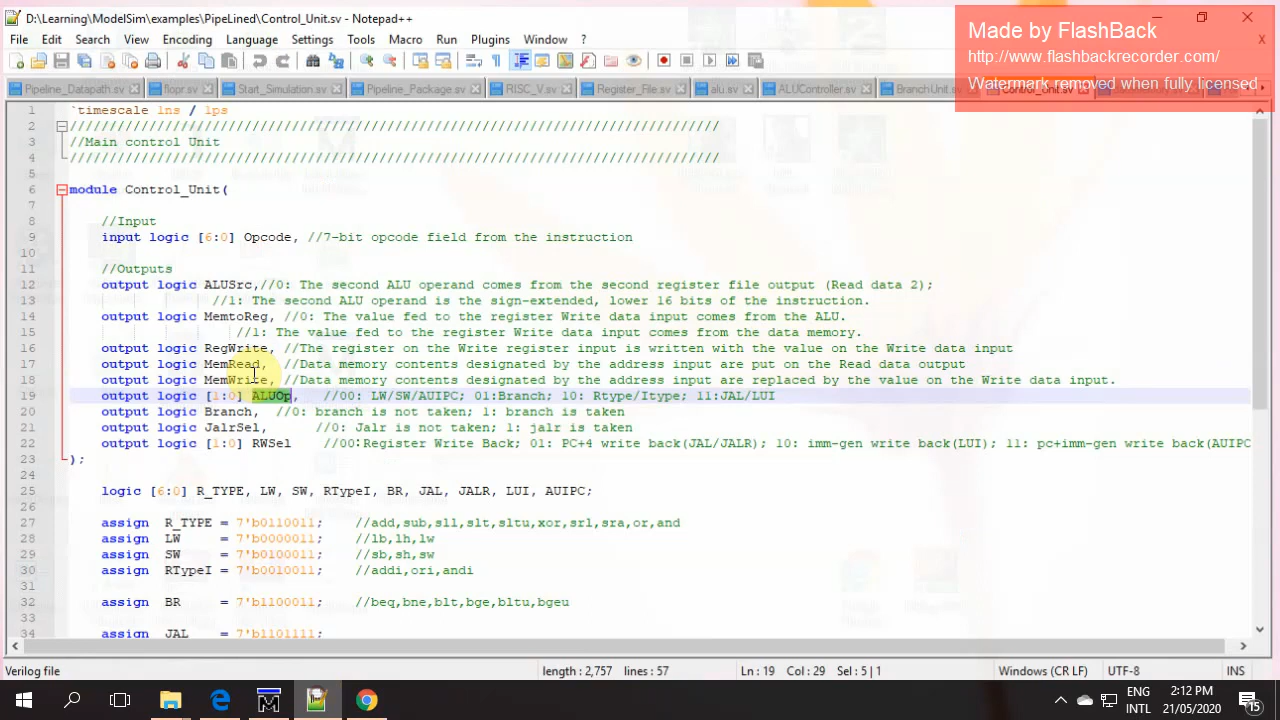 D:\Learning\ModelSim\examples\PipeLined\Control_Unit.sv - Notepad++
Made by FlashBack
http://www.flashbackrecorder.com/
Watermark removed when fully licensed
File Edit Search View Encoding Language Settings Tools Macro Run Plugins Window ?
Pipeline_Datapath.sv flopr.sv Start_Simulation.sv Pipeline_Package.sv RISC_V.sv Register_File.sv alu.sv ALUController.sv BranchUnit.sv Control_Unit.sv
1 `timescale 1ns / 1ps
2 //////////////////////////////////////////////////////////////////////////////////
3 //Main control Unit
4 //////////////////////////////////////////////////////////////////////////////////
5
6 module Control_Unit(
7
8 //Input
9 input logic [6:0] Opcode, //7-bit opcode field from the instruction
10
11 //Outputs
12 output logic ALUSrc,//0: The second ALU operand comes from the second register file output (Read data 2);
13 //1: The second ALU operand is the sign-extended, lower 16 bits of the instruction.
14 output logic MemtoReg, //0: The value fed to the register Write data input comes from the ALU.
15 //1: The value fed to the register Write data input comes from the data memory.
16 output logic RegWrite, //The register on the Write register input is written with the value on the Write data input
17 output logic MemRead, //Data memory contents designated by the address input are put on the Read data output
18 output logic MemWrite, //Data memory contents designated by the address input are replaced by the value on the Write data input.
19 output logic [1:0] ALUOp, //00: LW/SW/AUIPC; 01:Branch; 10: Rtype/Itype; 11:JAL/LUI
20 output logic Branch, //0: branch is not taken; 1: branch is taken
21 output logic JalrSel, //0: Jalr is not taken; 1: jalr is taken
22 output logic [1:0] RWSel //00:Register Write Back; 01: PC+4 write back(JAL/JALR); 10: imm-gen write back(LUI); 11: pc+imm-gen write back(AUIPC
23 );
24
25 logic [6:0] R_TYPE, LW, SW, RTypeI, BR, JAL, JALR, LUI, AUIPC;
26
27 assign R_TYPE = 7'b0110011; //add,sub,sll,slt,sltu,xor,srl,sra,or,and
28 assign LW = 7'b0000011; //lb,lh,lw
29 assign SW = 7'b0100011; //sb,sh,sw
30 assign RTypeI = 7'b0010011; //addi,ori,andi
31
32 assign BR = 7'b1100011; //beq,bne,blt,bge,bltu,bgeu
33
34 assign JAL = 7'b1101111;
Verilog file length : 2,757 lines : 57 Ln : 19 Col : 29 Sel : 5 | 1 Windows (CR LF) UTF-8 INS
ENG 2:12 PM
INTL 21/05/2020 15